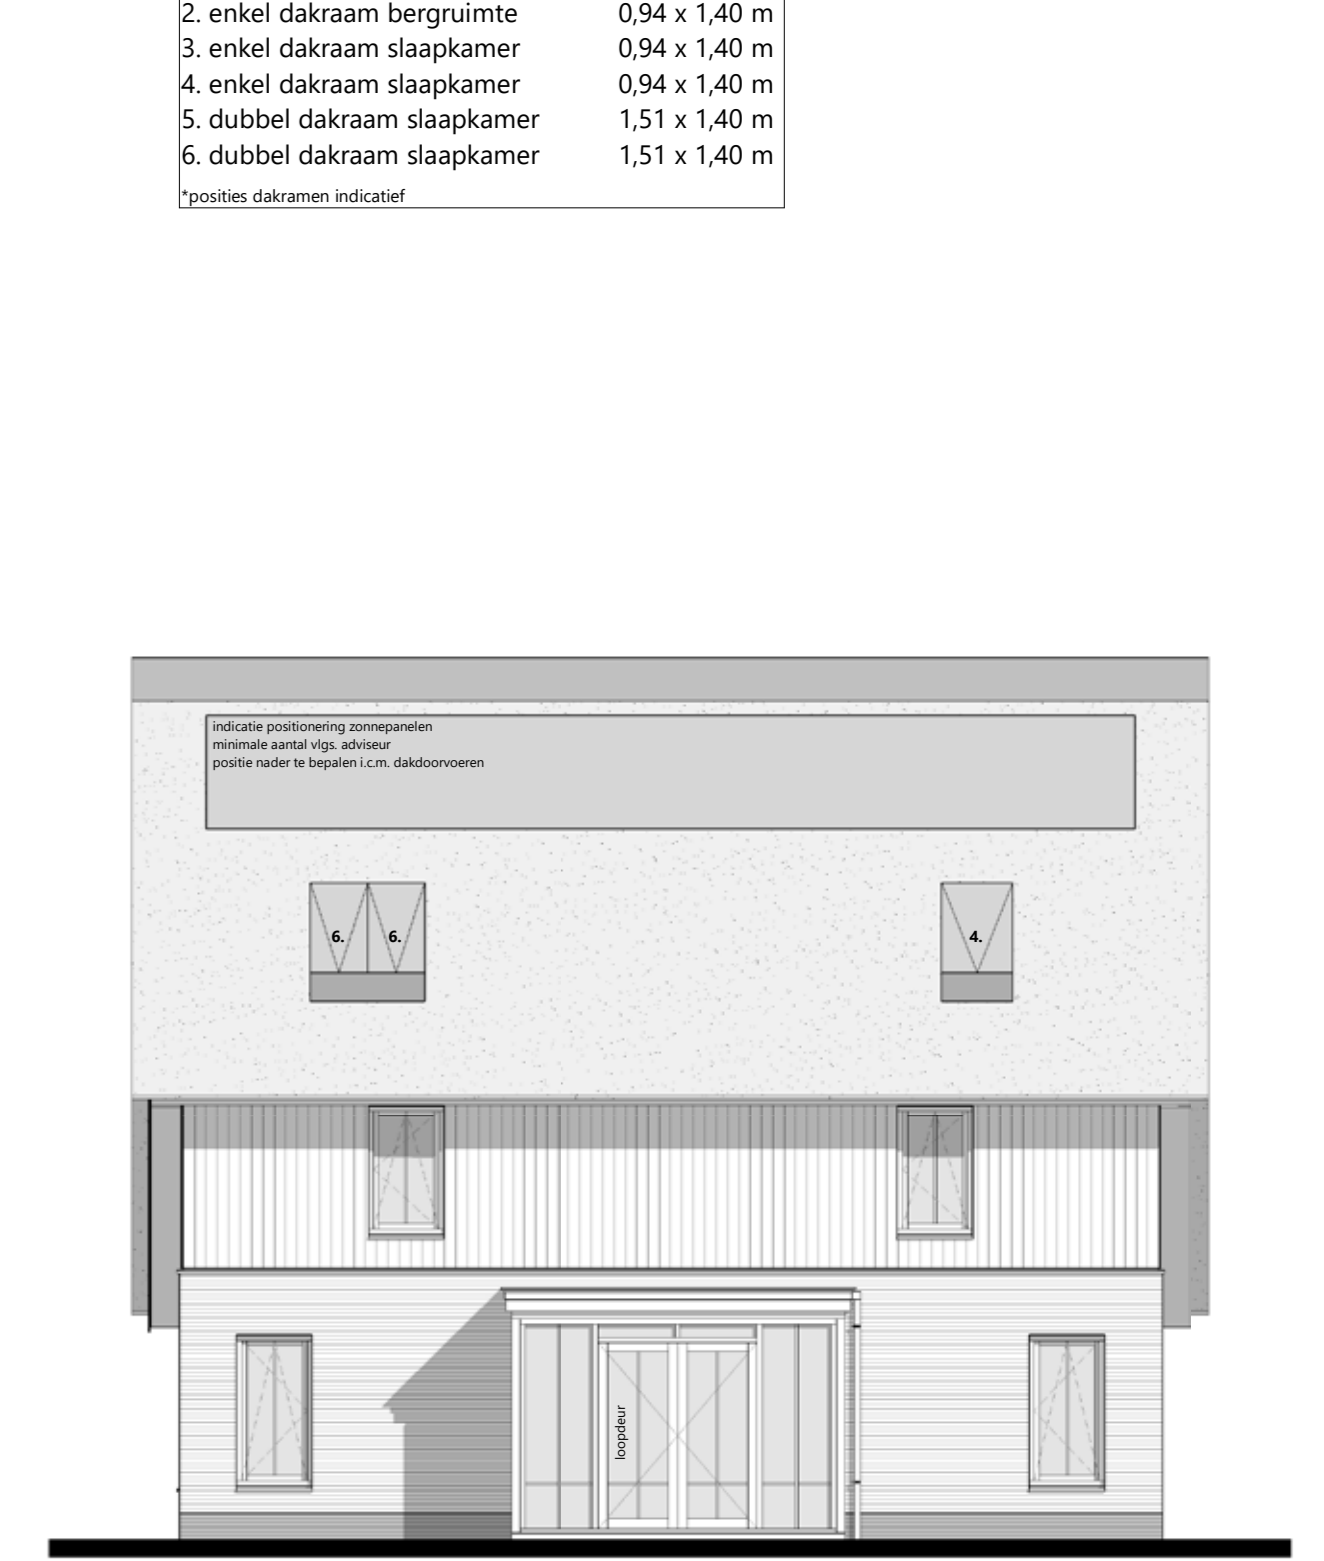 2. enkel dakraam bergruimte 0,94 x 1,40 m
3. enkel dakraam slaapkamer 0,94 x 1,40 m
4. enkel dakraam slaapkamer 0,94 x 1,40 m
5. dubbel dakraam slaapkamer 1,51 x 1,40 m
6. dubbel dakraam slaapkamer 1,51 x 1,40 m
*posities dakramen indicatief
indicatie positionering zonnepanelen
minimale aantal vlgs. adviseur
positie nader te bepalen i.c.m. dakdoorvoeren
6. 6. 4.
loopdeur